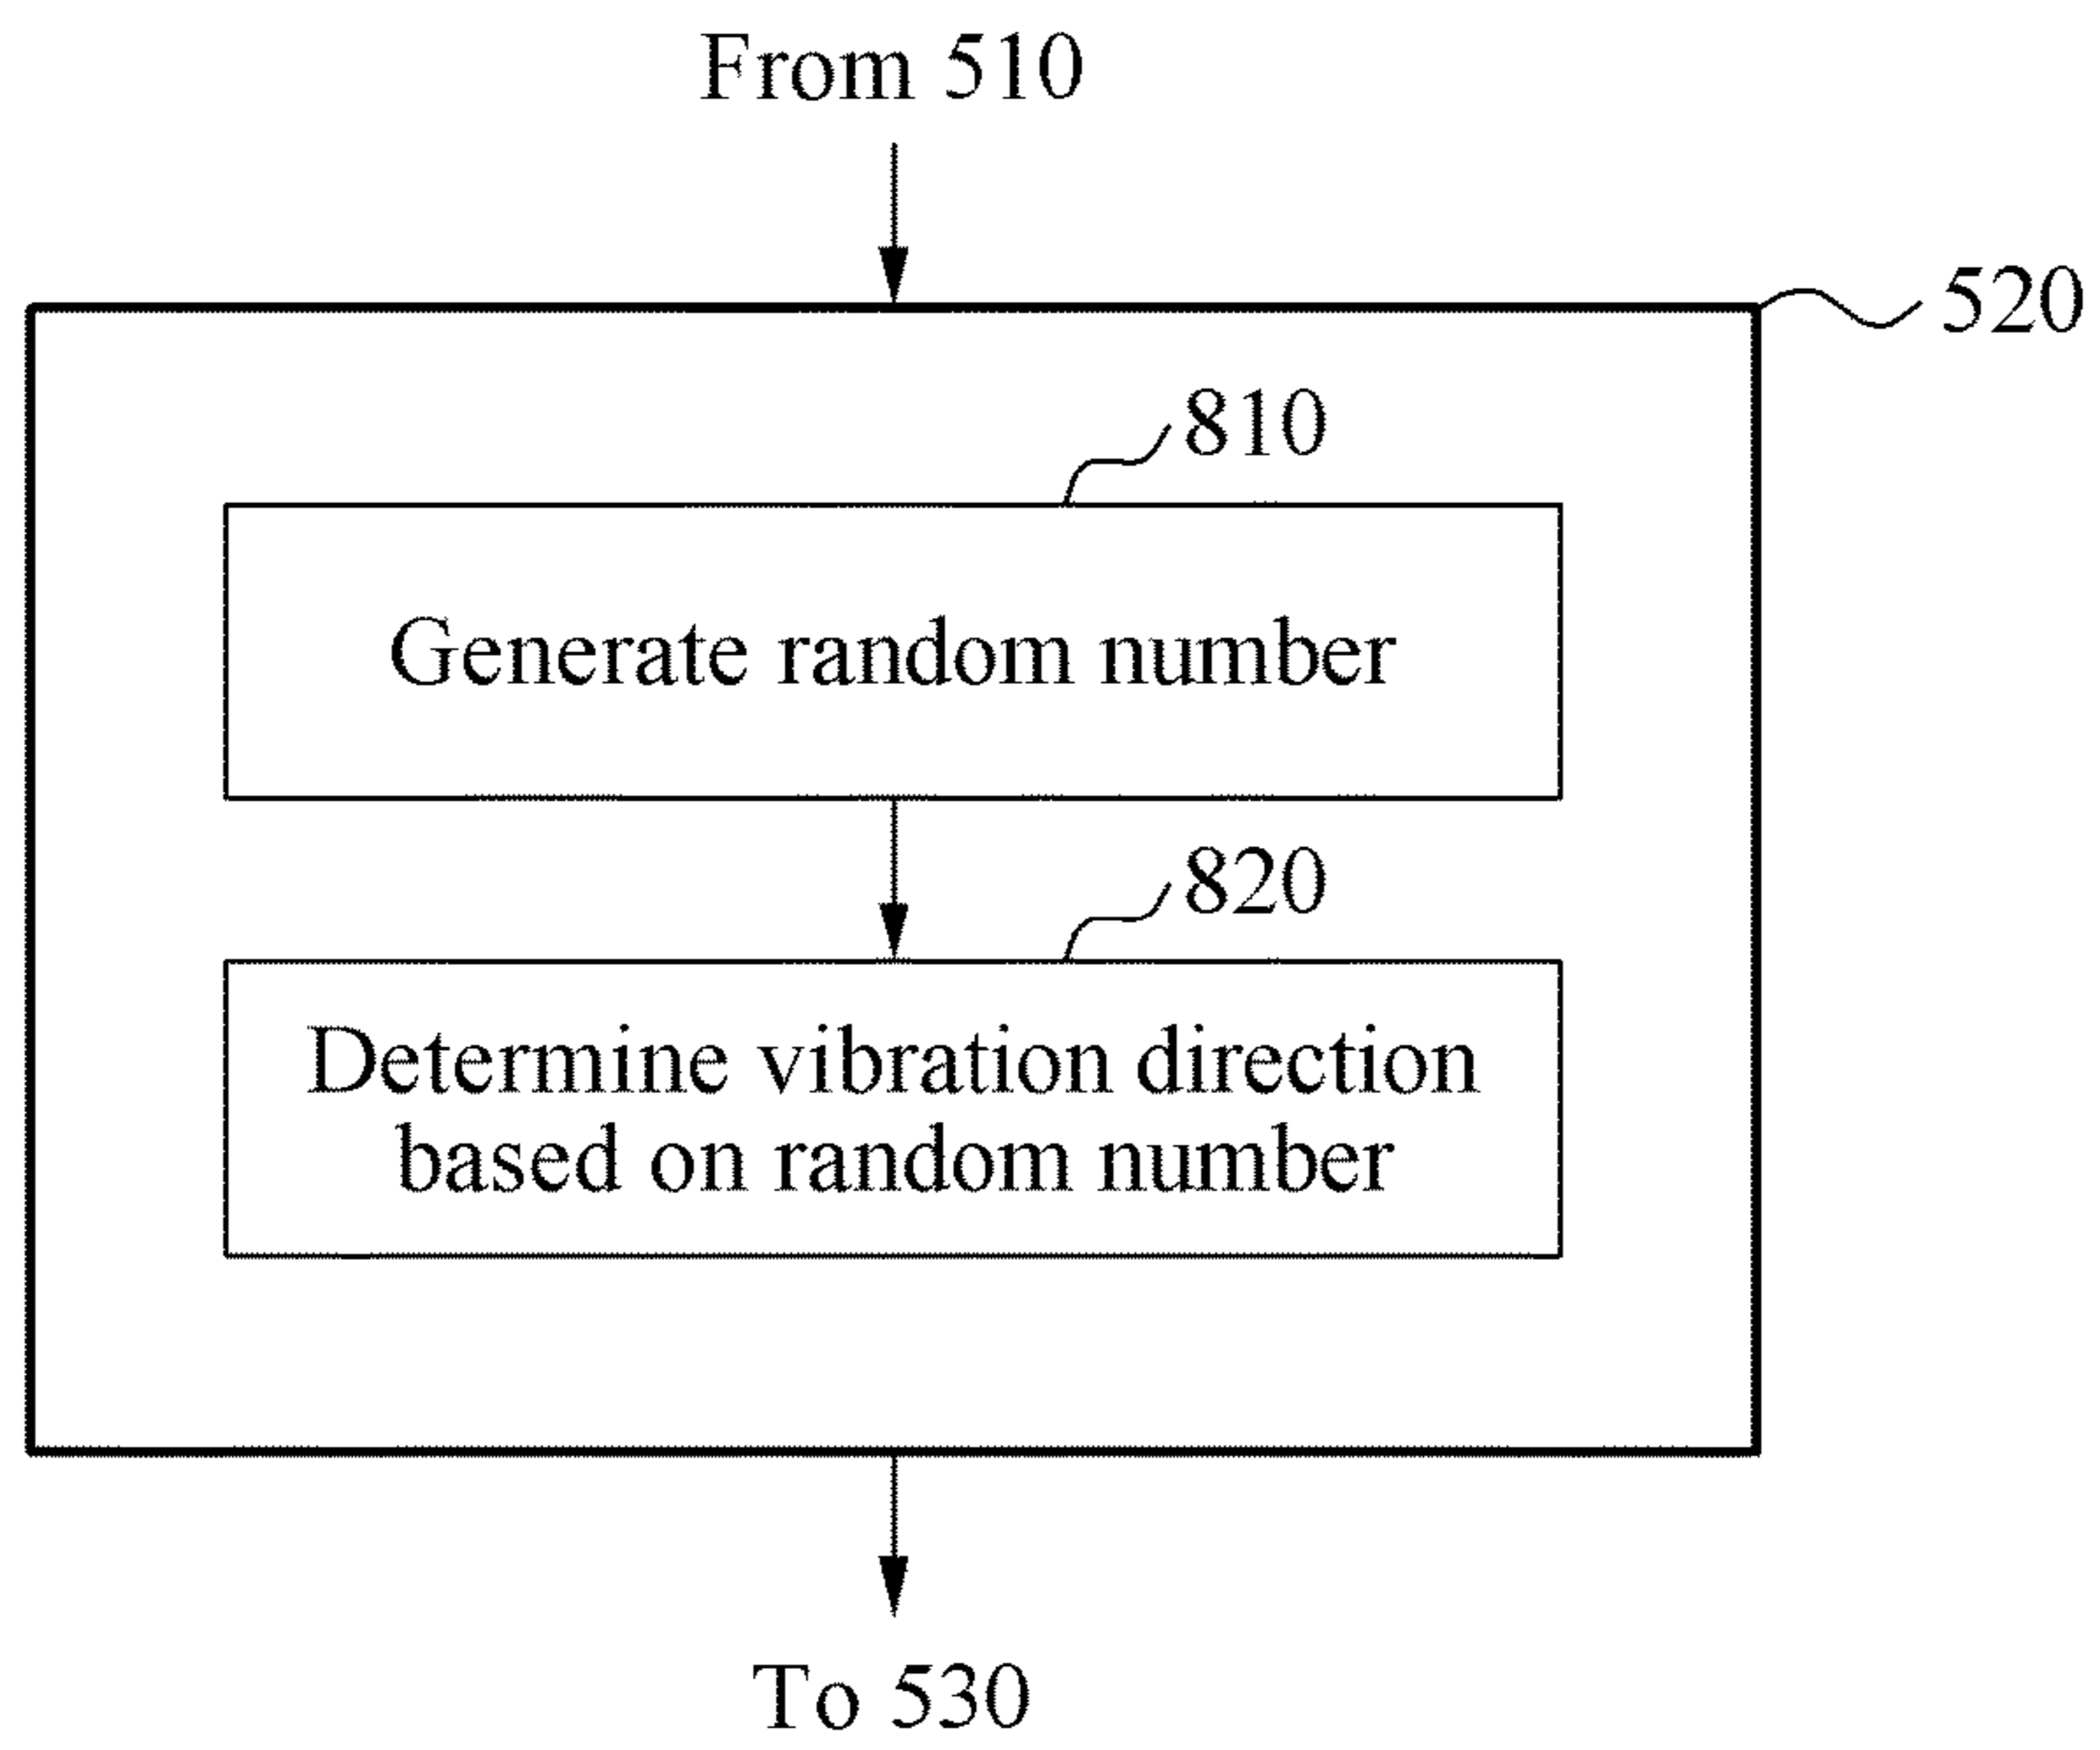 From 510
520
810
Generate random number
820
Determine vibration direction
based on random number
To 530